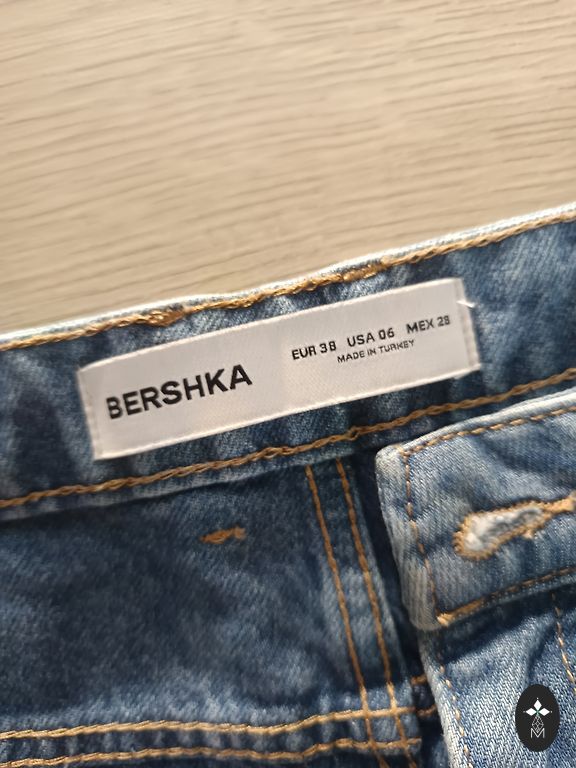 BERSHKA
EUR 38 USA 06 MEX 28
MADE IN TURKEY
M